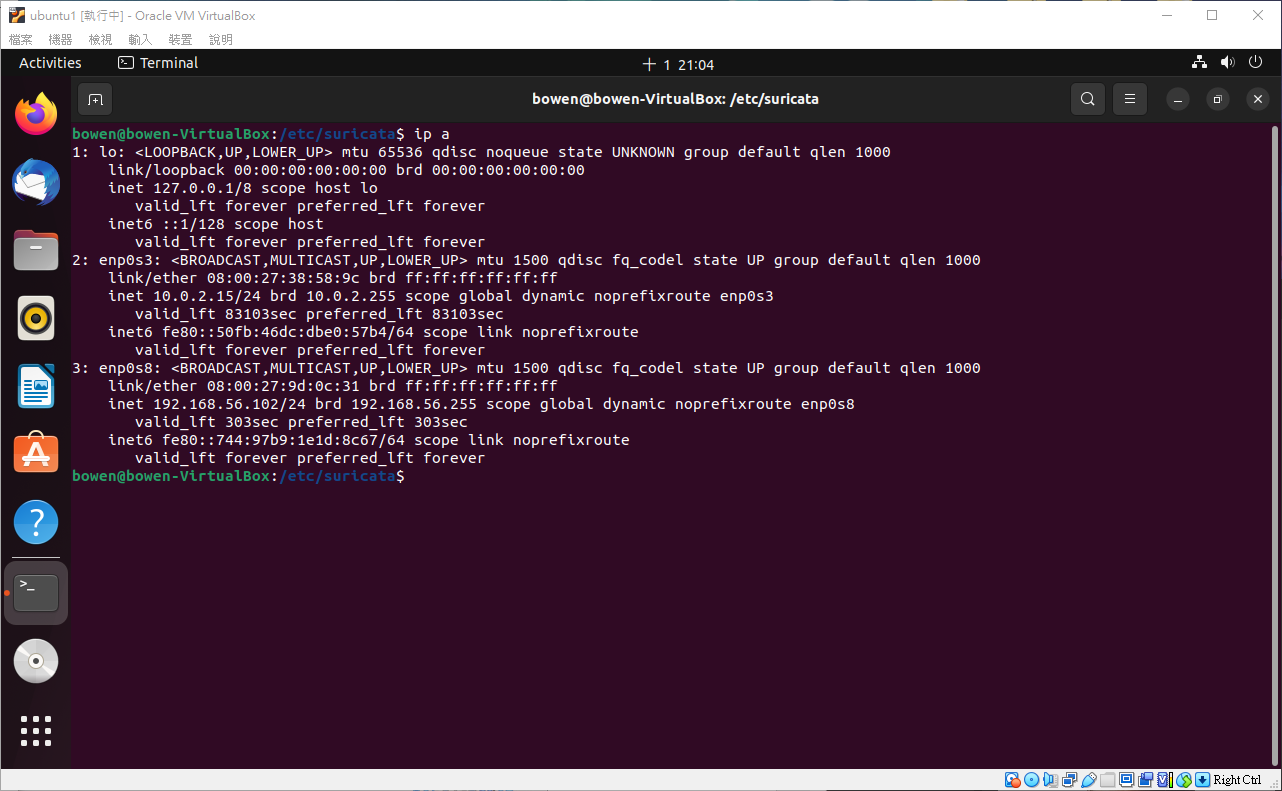 ubuntu1 [執行中] - Oracle VM VirtualBox
檔案 機器 檢視 輸入 裝置 說明
Activities Terminal 十 1 21:04
bowen@bowen-VirtualBox: /etc/suricata
bowen@bowen-VirtualBox:/etc/suricata$ ip a
1: lo: <LOOPBACK,UP,LOWER_UP> mtu 65536 qdisc noqueue state UNKNOWN group default qlen 1000
link/loopback 00:00:00:00:00:00 brd 00:00:00:00:00:00
inet 127.0.0.1/8 scope host lo
valid_lft forever preferred_lft forever
inet6 ::1/128 scope host
valid_lft forever preferred_lft forever
2: enp0s3: <BROADCAST,MULTICAST,UP,LOWER_UP> mtu 1500 qdisc fq_codel state UP group default qlen 1000
link/ether 08:00:27:38:58:9c brd ff:ff:ff:ff:ff:ff
inet 10.0.2.15/24 brd 10.0.2.255 scope global dynamic noprefixroute enp0s3
valid_lft 83103sec preferred_lft 83103sec
inet6 fe80::50fb:46dc:dbe0:57b4/64 scope link noprefixroute
valid_lft forever preferred_lft forever
3: enp0s8: <BROADCAST,MULTICAST,UP,LOWER_UP> mtu 1500 qdisc fq_codel state UP group default qlen 1000
link/ether 08:00:27:9d:0c:31 brd ff:ff:ff:ff:ff:ff
inet 192.168.56.102/24 brd 192.168.56.255 scope global dynamic noprefixroute enp0s8
valid_lft 303sec preferred_lft 303sec
inet6 fe80::744:97b9:1e1d:8c67/64 scope link noprefixroute
valid_lft forever preferred_lft forever
bowen@bowen-VirtualBox:/etc/suricata$
Right Ctrl